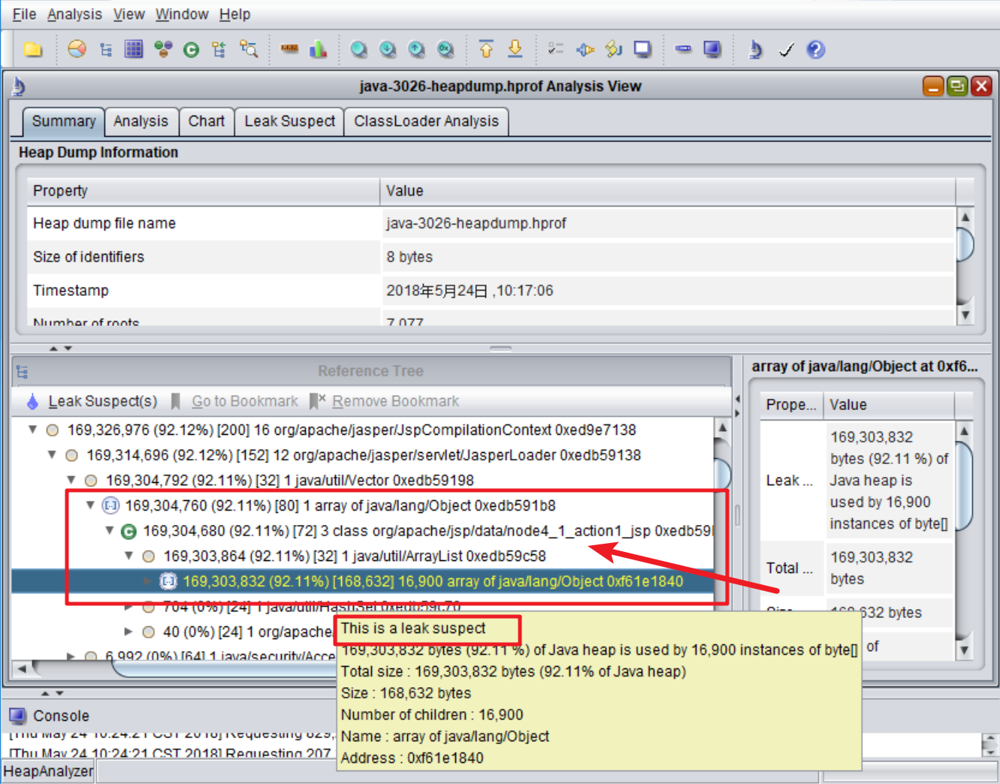 File Analysis View Window Help
java-3026-heapdump.hprof Analysis View
Summary Analysis Chart Leak Suspect ClassLoader Analysis
Heap Dump Information
Property Value
Heap dump file name java-3026-heapdump.hprof
Size of identifiers 8 bytes
Timestamp 2018年5月24日 ,10:17:06
Number of roots 7,077
Reference Tree
Leak Suspect(s) Go to Bookmark Remove Bookmark
169,326,976 (92.12%) [200] 16 org/apache/jasper/JspCompilationContext 0xed9e7138
169,314,696 (92.12%) [152] 12 org/apache/jasper/servlet/JasperLoader 0xedb59138
169,304,792 (92.11%) [32] 1 java/util/Vector 0xedb59198
169,304,760 (92.11%) [80] 1 array of java/lang/Object 0xedb591b8
169,304,680 (92.11%) [72] 3 class org/apache/jsp/data/node4_1_action1_jsp 0xedb59
169,303,864 (92.11%) [32] 1 java/util/ArrayList 0xedb59c58
169,303,832 (92.11%) [168,632] 16,900 array of java/lang/Object 0xf61e1840
704 (0%) [24] 1 java/util/HashSet 0xedb59c70
40 (0%) [24] 1 org/apache/
6,992 (0%) [64] 1 java/security/Acce
array of java/lang/Object at 0xf6...
Prope... Value
Leak ... 169,303,832
bytes (92.11 %) of
Java heap is
used by 16,900
instances of byte[]
Total ... 169,303,832
bytes
Size 168,632 bytes
of
This is a leak suspect
169,303,832 bytes (92.11 %) of Java heap is used by 16,900 instances of byte[]
Total size : 169,303,832 bytes (92.11% of Java heap)
Size : 168,632 bytes
Number of children : 16,900
Name : array of java/lang/Object
Address : 0xf61e1840
Console
[Thu May 24 10:24:21 CST 2018] Requesting 829,
[Thu May 24 10:24:21 CST 2018] Requesting 207
HeapAnalyzer